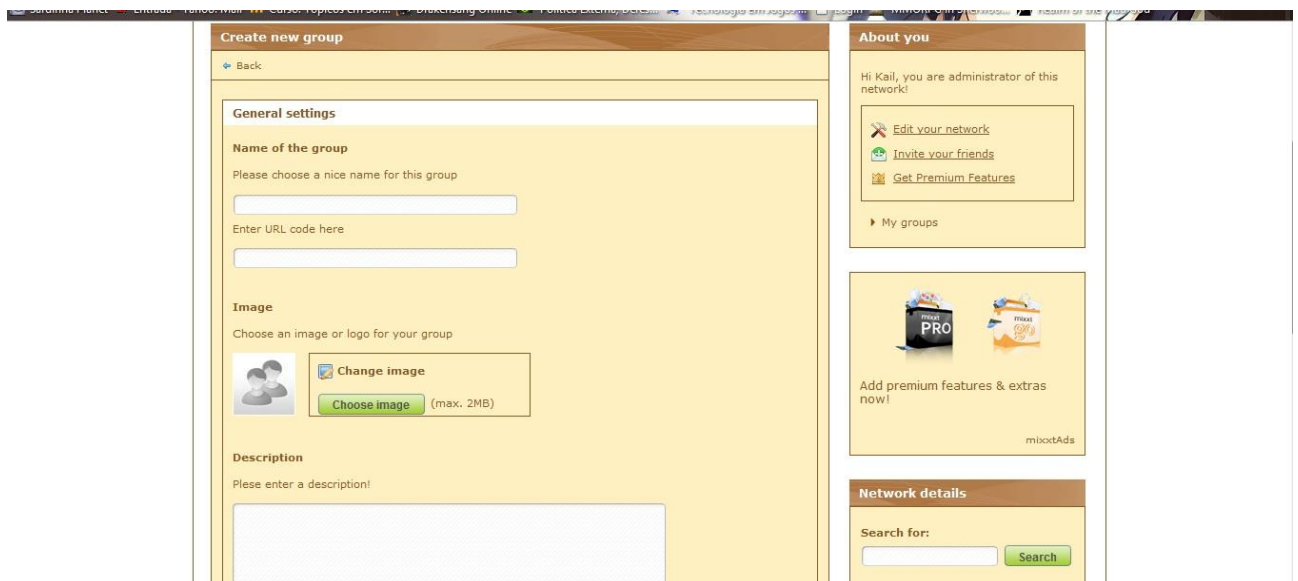 Create new group
Back
General settings
Name of the group
Please choose a nice name for this group
Enter URL code here
Image
Choose an image or logo for your group
Change image
Choose image (max. 2MB)
Description
Plese enter a description!
About you
Hi Kail, you are administrator of this
network!
Edit your network
Invite your friends
Get Premium Features
My groups
mixxt
PRO
mixxt
Add premium features & extras
now!
mixxtAds
Network details
Search for:
Search